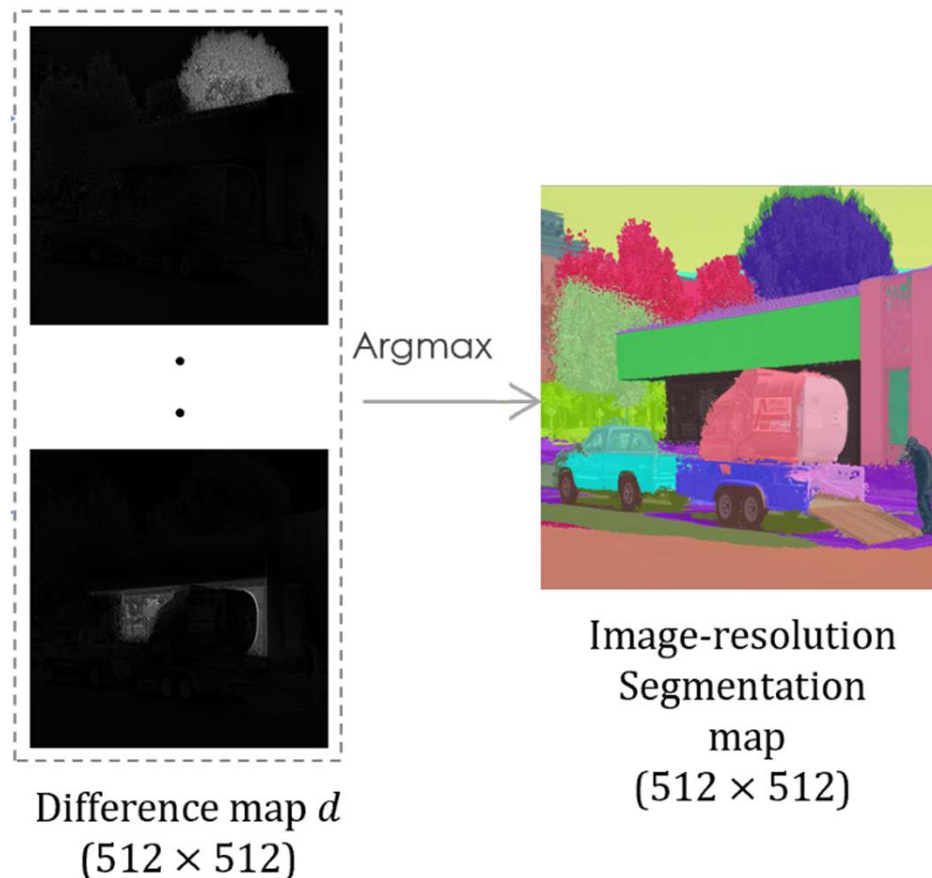 Argmax
Difference map d
(512 × 512)
Image-resolution
Segmentation
map
(512 × 512)